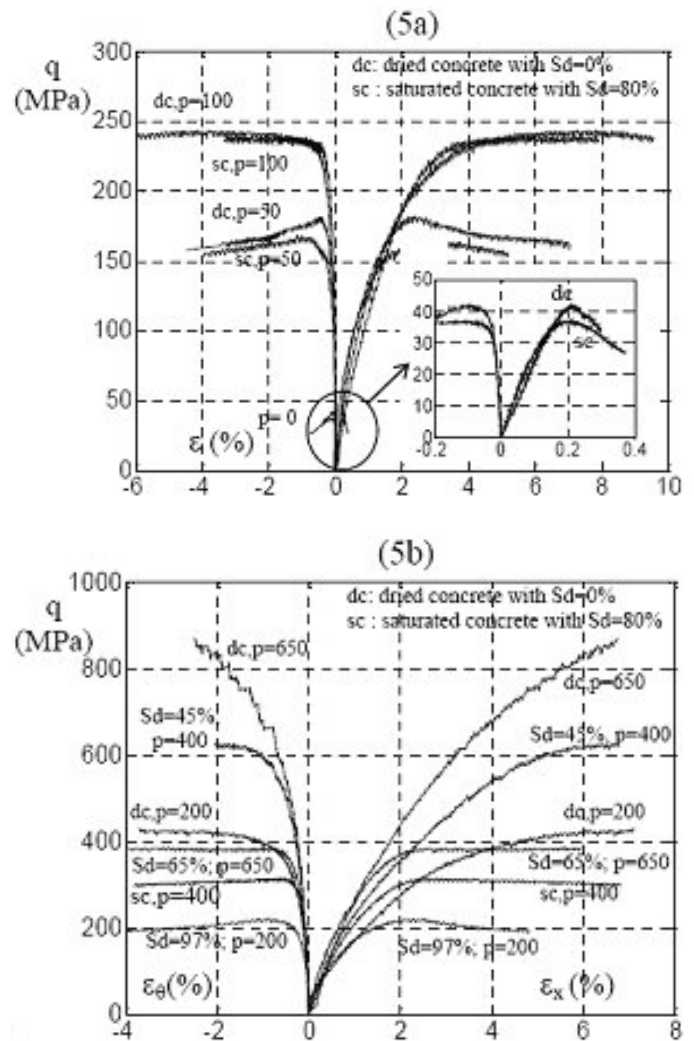 (5a)
300
250
200
150
100
50
0
q
(MPa)
dc: dried concrete with Sd=0%
sc : saturated concrete with Sd=80%
dc,p=100
sc,p=100
dc,p=50
sc,p=50
p= 0
ε (%)
50
40
30
20
10
0
dc
sc
-0.2 0 0.2 0.4
-6 -4 -2 0 2 4 6 8 10
(5b)
1000
800
600
400
200
0
q
(MPa)
dc: dried concrete with Sd=0%
sc : saturated concrete with Sd=80%
dc,p=650
dc,p=650
Sd=45%
p=400
Sd=45%, p=400
dc,p=200
dc,p=200
Sd=65%; p=650
Sd=65%; p=650
sc,p=400
sc,p=400
Sd=97%; p=200
Sd=97%; p=200
εθ(%)
εx (%)
-4 -2 0 2 4 6 8